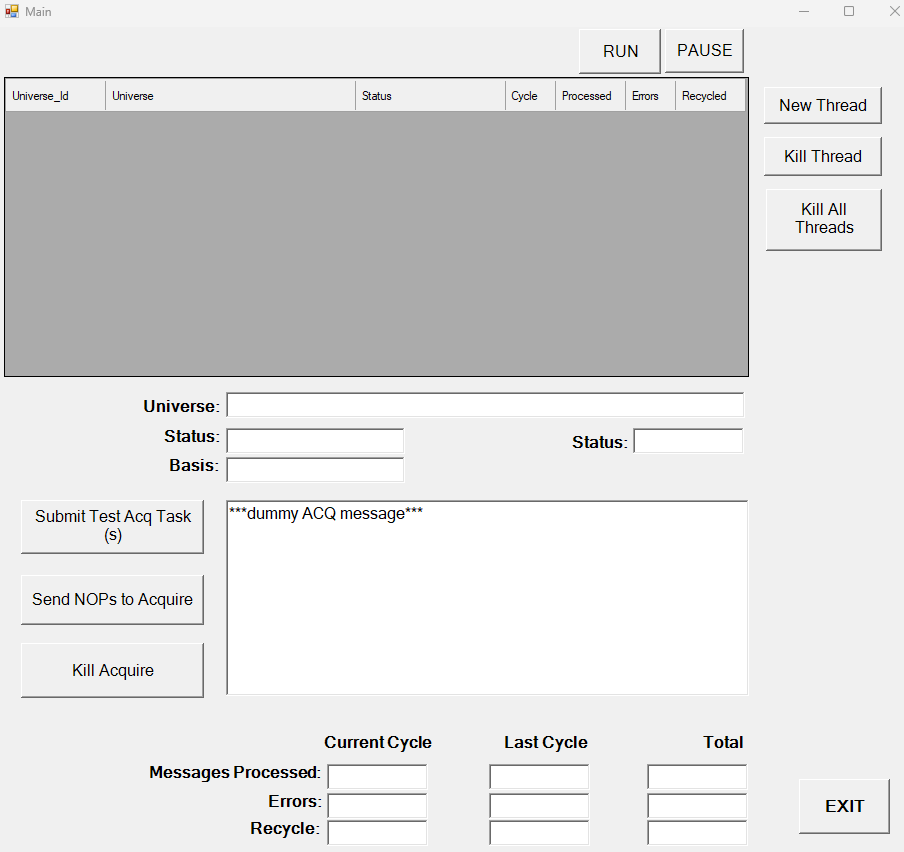 Main
RUN PAUSE
Universe_Id Universe Status Cycle Processed Errors Recycled
New Thread
Kill Thread
Kill All
Threads
Universe:
Status: Status:
Basis:
Submit Test Acq Task
(s)
***dummy ACQ message***
Send NOPs to Acquire
Kill Acquire
Current Cycle Last Cycle Total
Messages Processed:
Errors:
Recycle:
EXIT